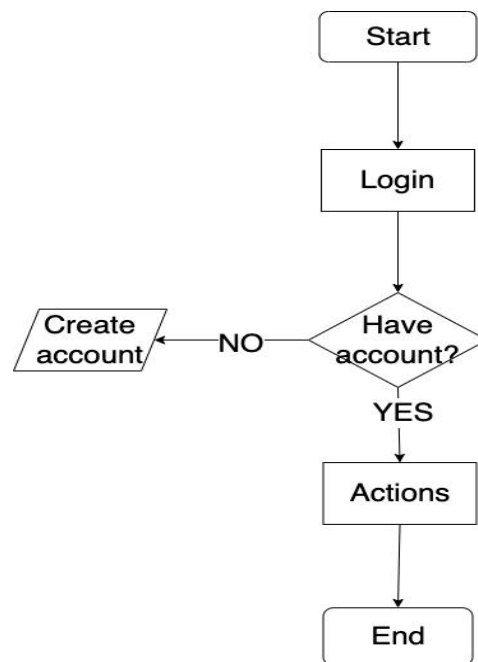 Start
Login
Have
account?
NO
Create
account
YES
Actions
End